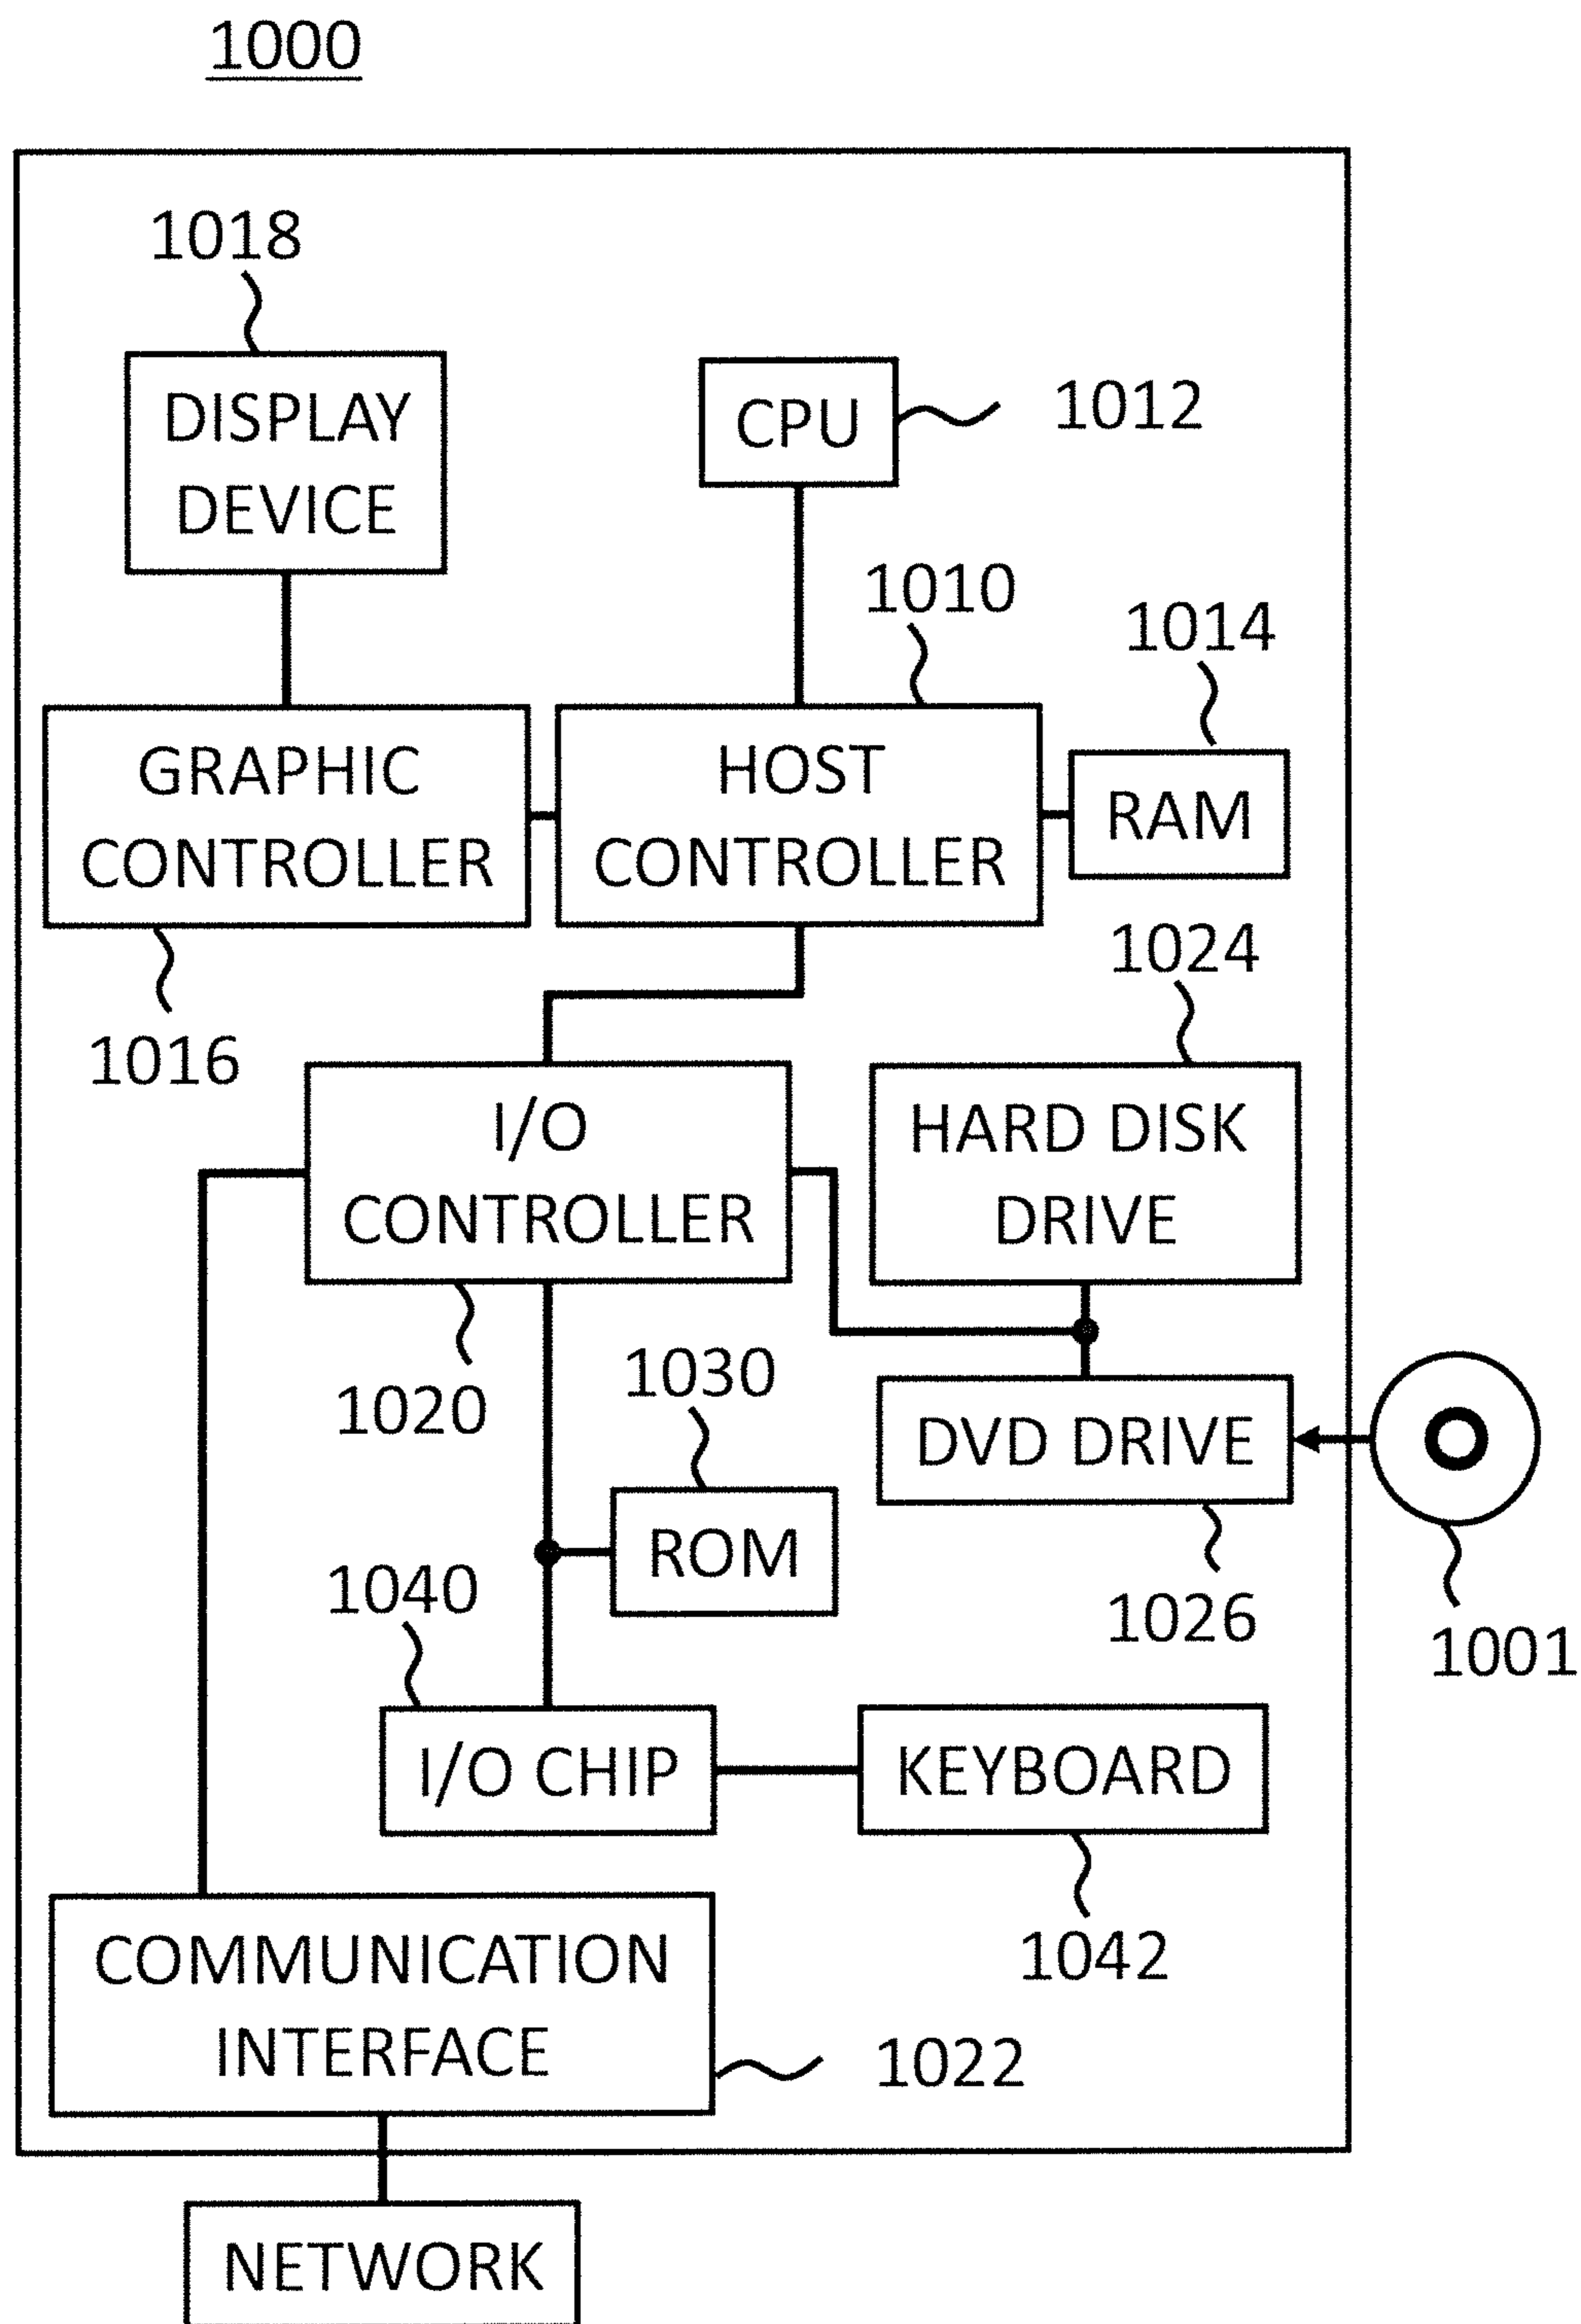 1000
1018
DISPLAY
DEVICE
CPU
1012
1010
1014
GRAPHIC
CONTROLLER
HOST
CONTROLLER
RAM
1016
1024
I/O
CONTROLLER
HARD DISK
DRIVE
1020
1030
DVD DRIVE
ROM
1040
1026
1001
I/O CHIP
KEYBOARD
1042
COMMUNICATION
INTERFACE
1022
NETWORK